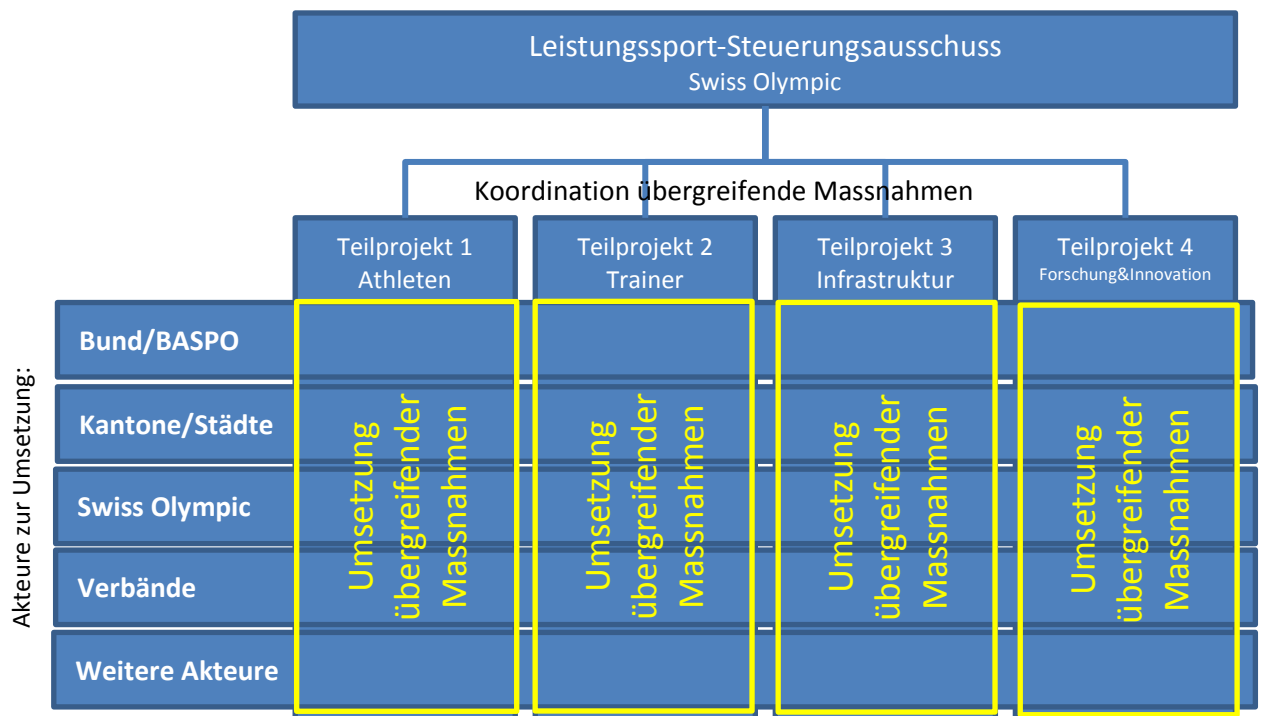 Leistungssport-Steuerungsausschuss
Swiss Olympic
Koordination übergreifende Massnahmen
Teilprojekt 1
Athleten
Teilprojekt 2
Trainer
Teilprojekt 3
Infrastruktur
Teilprojekt 4
Forschung&Innovation
Akteure zur Umsetzung:
Bund/BASPO
Kantone/Städte
Swiss Olympic
Verbände
Weitere Akteure
Umsetzung
übergreifender
Massnahmen
Umsetzung
übergreifender
Massnahmen
Umsetzung
übergreifender
Massnahmen
Umsetzung
übergreifender
Massnahmen